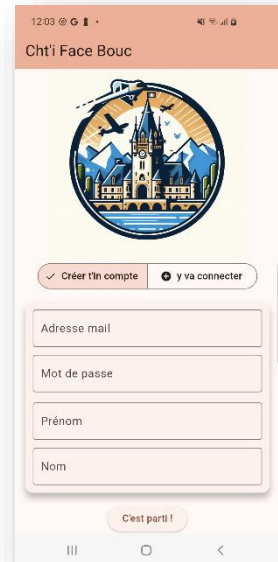 12:03
Cht'i Face Bouc
Créer t'in compte
y va connecter
Adresse mail
Mot de passe
Prénom
Nom
C'est parti !